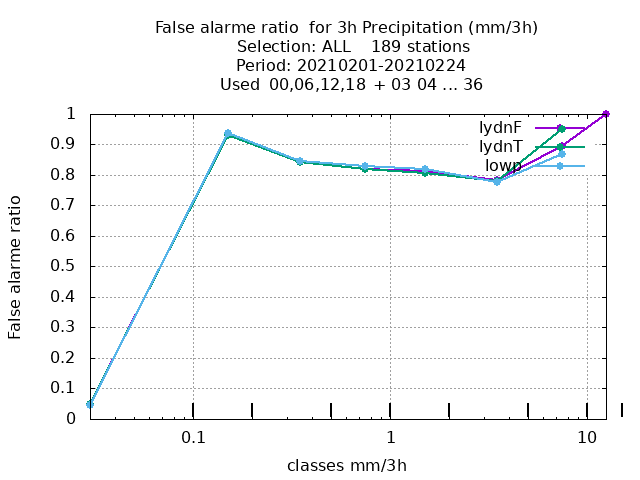 False alarme ratio for 3h Precipitation (mm/3h)
Selection: ALL 189 stations
Period: 20210201-20210224
Used 00,06,12,18 + 03 04 ... 36
1
0.9
0.8
0.7
0.6
0.5
0.4
0.3
0.2
0.1
0
False alarme ratio
lydnF
lydnT
lowp
0.1
1
10
classes mm/3h